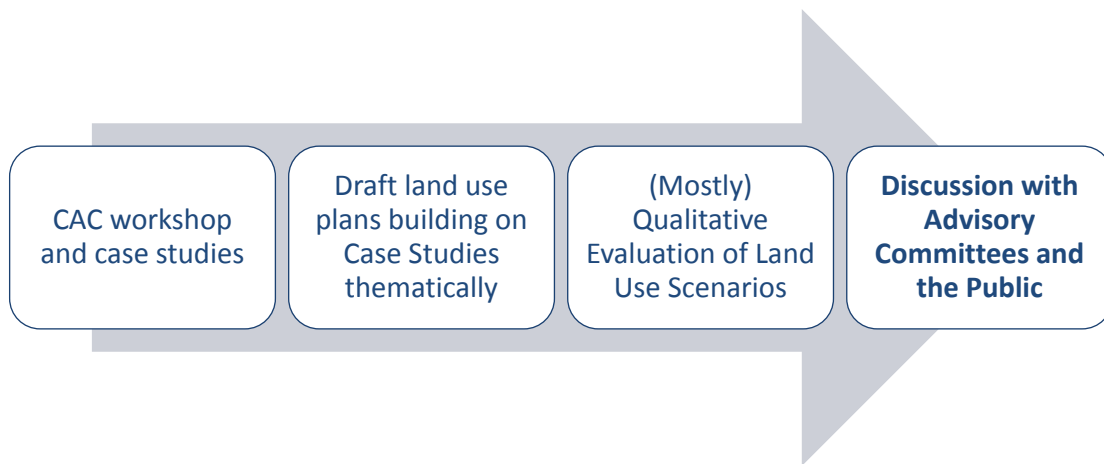 CAC workshop
and case studies
Draft land use
plans building on
Case Studies
thematically
(Mostly)
Qualitative
Evaluation of Land
Use Scenarios
Discussion with
Advisory
Committees and
the Public